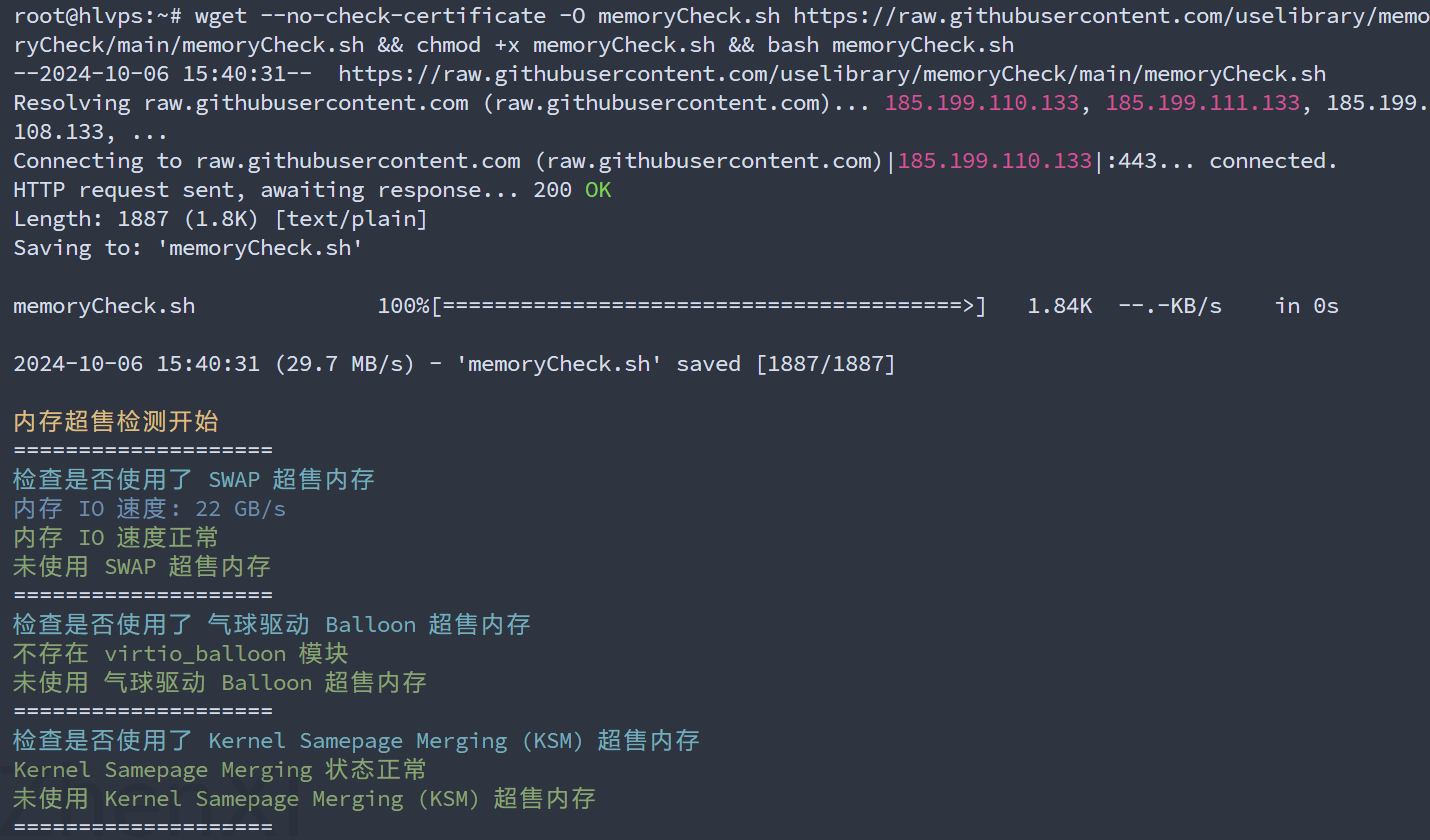 root@hlvps:~# wget --no-check-certificate -O memoryCheck.sh https://raw.githubusercontent.com/uselibrary/memo
ryCheck/main/memoryCheck.sh && chmod +x memoryCheck.sh && bash memoryCheck.sh
--2024-10-06 15:40:31--  https://raw.githubusercontent.com/uselibrary/memoryCheck/main/memoryCheck.sh
Resolving raw.githubusercontent.com (raw.githubusercontent.com)... 185.199.110.133, 185.199.111.133, 185.199.
108.133, ...
Connecting to raw.githubusercontent.com (raw.githubusercontent.com)|185.199.110.133|:443... connected.
HTTP request sent, awaiting response... 200 OK
Length: 1887 (1.8K) [text/plain]
Saving to: 'memoryCheck.sh'
memoryCheck.sh              100%[========================================>]   1.84K  --.-KB/s    in 0s
2024-10-06 15:40:31 (29.7 MB/s) - 'memoryCheck.sh' saved [1887/1887]
内存超售检测开始
====================
检查是否使用了 SWAP 超售内存
内存 IO 速度: 22 GB/s
内存 IO 速度正常
未使用 SWAP 超售内存
====================
检查是否使用了 气球驱动 Balloon 超售内存
不存在 virtio_balloon 模块
未使用 气球驱动 Balloon 超售内存
====================
检查是否使用了 Kernel Samepage Merging (KSM) 超售内存
Kernel Samepage Merging 状态正常
未使用 Kernel Samepage Merging (KSM) 超售内存
====================